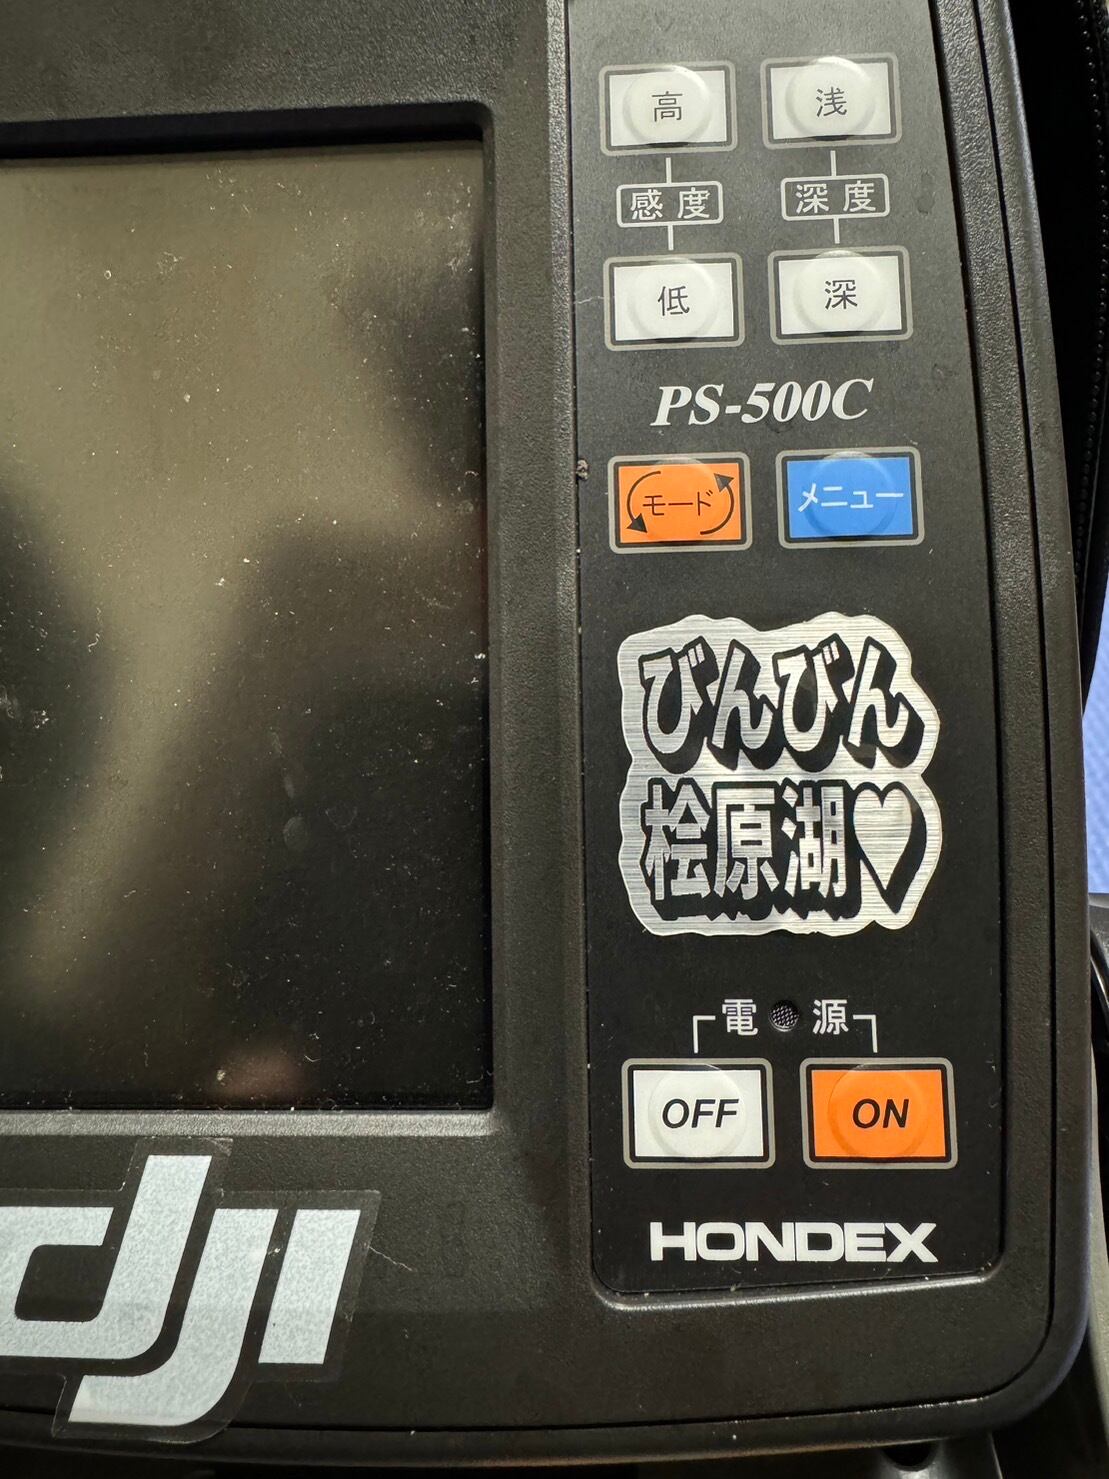 高 浅
感度 深度
低 深
PS-500C
モード メニュー
びんびん
桧原湖♡
電源
OFF ON
HONDEX
dji